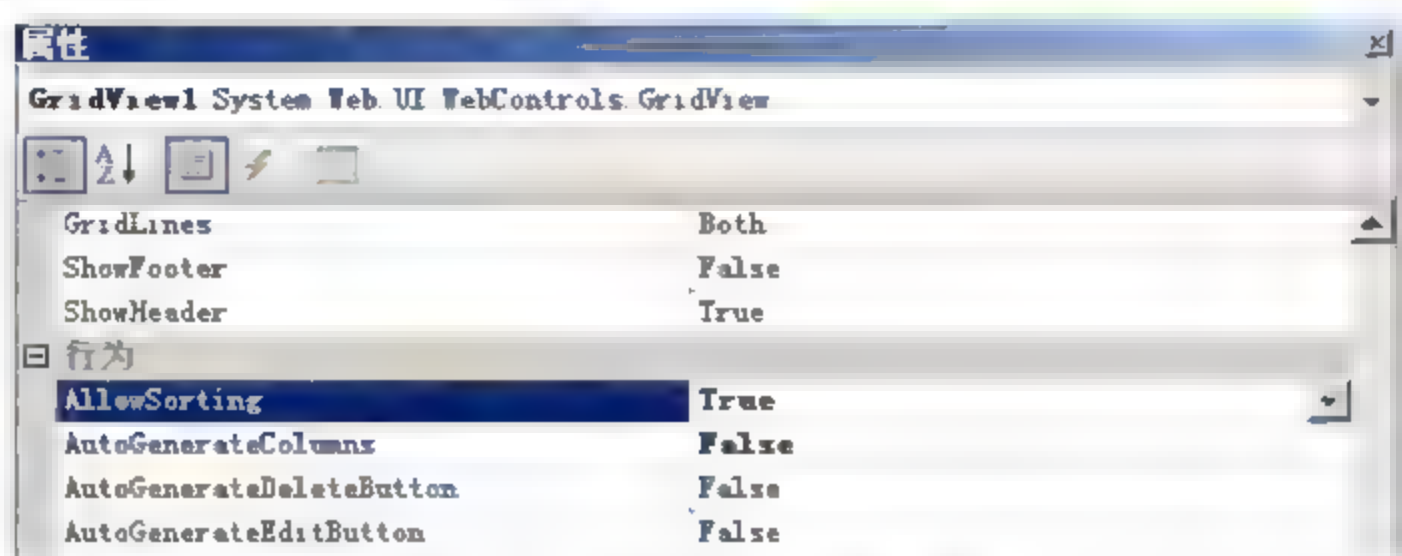 属性
GridView1 System.Web.UI.WebControls.GridView
GridLines Both
ShowFooter False
ShowHeader True
行为
AllowSorting True
AutoGenerateColumns False
AutoGenerateDeleteButton False
AutoGenerateEditButton False